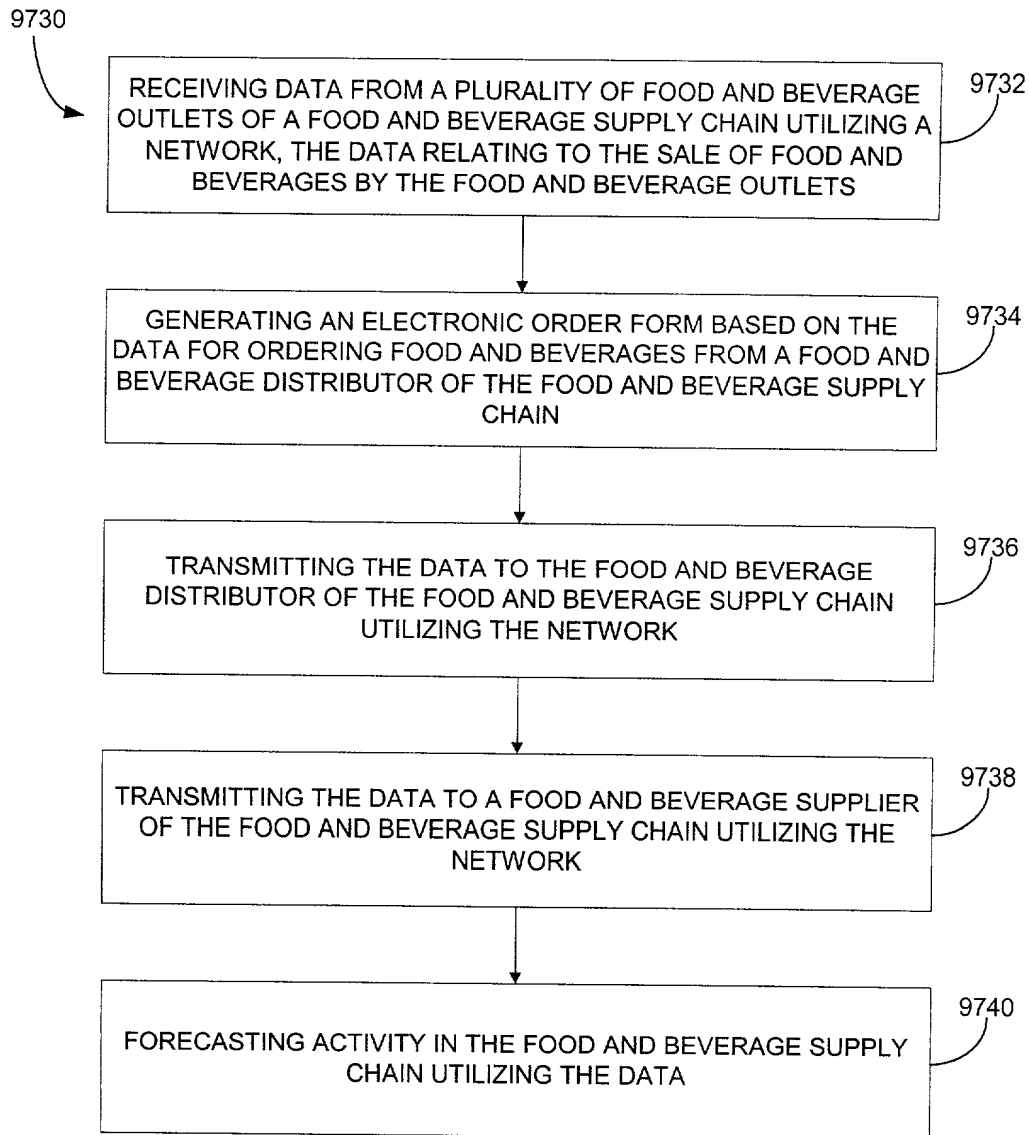 9730
RECEIVING DATA FROM A PLURALITY OF FOOD AND BEVERAGE
OUTLETS OF A FOOD AND BEVERAGE SUPPLY CHAIN UTILIZING A
NETWORK, THE DATA RELATING TO THE SALE OF FOOD AND
BEVERAGES BY THE FOOD AND BEVERAGE OUTLETS
9732
GENERATING AN ELECTRONIC ORDER FORM BASED ON THE
DATA FOR ORDERING FOOD AND BEVERAGES FROM A FOOD AND
BEVERAGE DISTRIBUTOR OF THE FOOD AND BEVERAGE SUPPLY
CHAIN
9734
TRANSMITTING THE DATA TO THE FOOD AND BEVERAGE
DISTRIBUTOR OF THE FOOD AND BEVERAGE SUPPLY CHAIN
UTILIZING THE NETWORK
9736
TRANSMITTING THE DATA TO A FOOD AND BEVERAGE SUPPLIER
OF THE FOOD AND BEVERAGE SUPPLY CHAIN UTILIZING THE
NETWORK
9738
FORECASTING ACTIVITY IN THE FOOD AND BEVERAGE SUPPLY
CHAIN UTILIZING THE DATA
9740